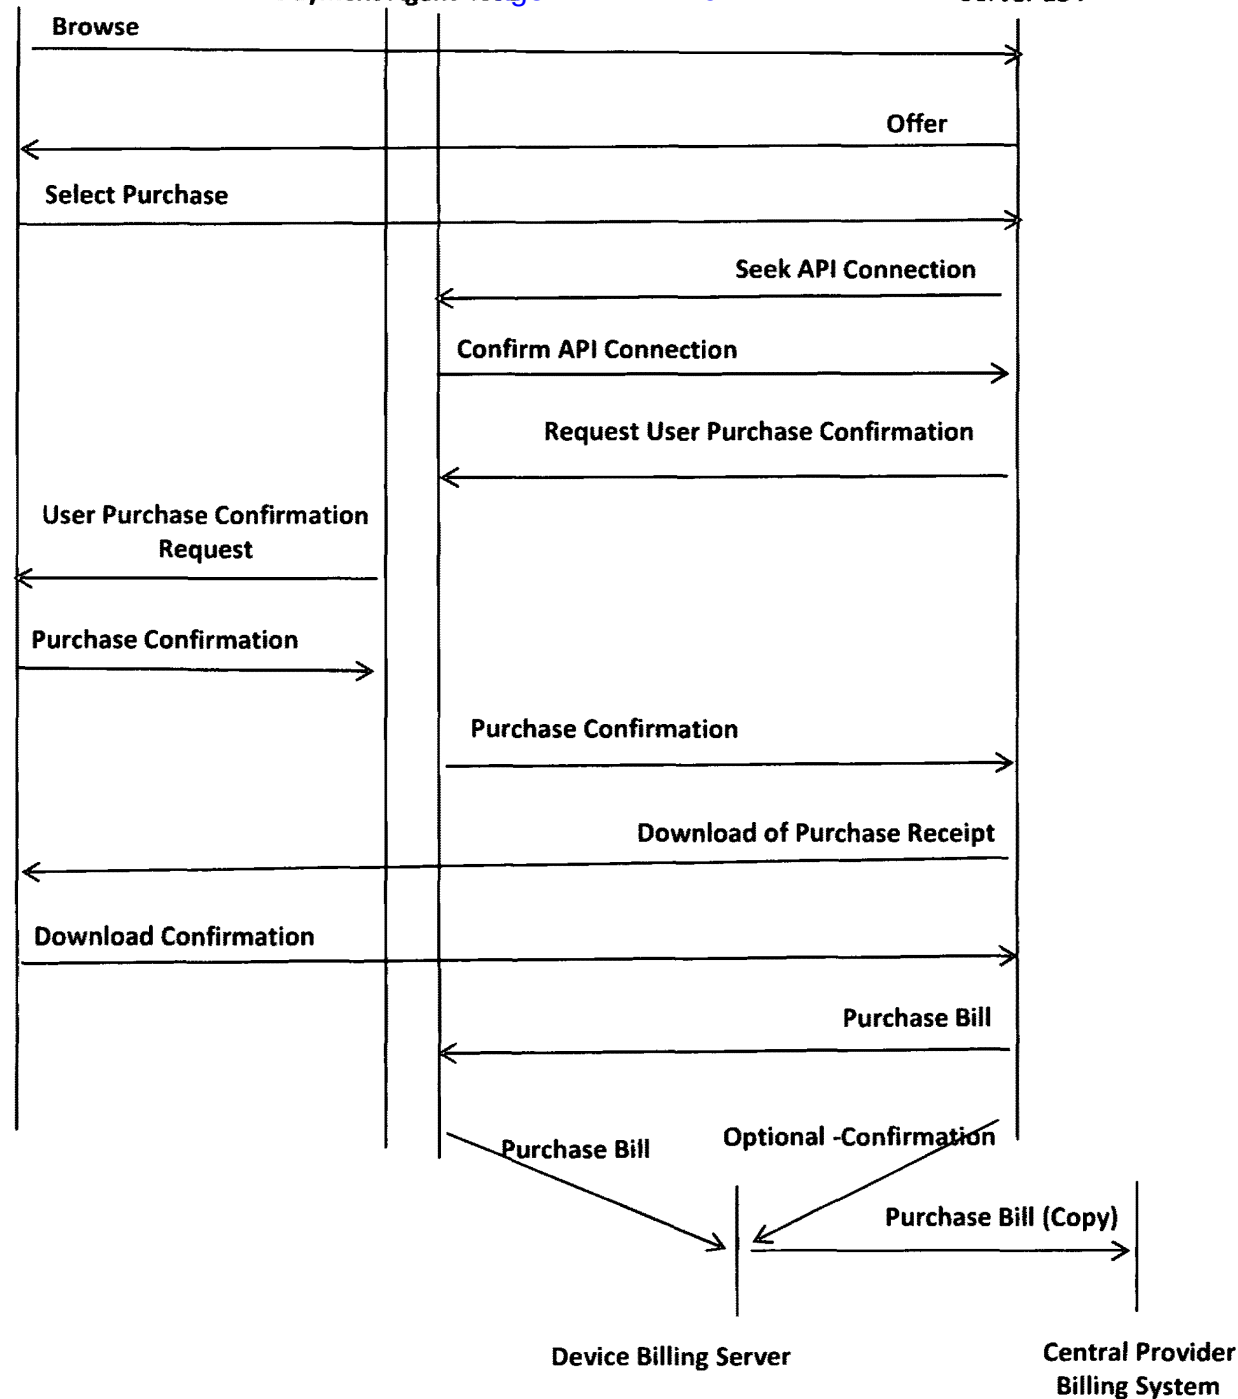 Browse
Offer
Select Purchase
Seek API Connection
Confirm API Connection
Request User Purchase Confirmation
User Purchase Confirmation
Request
Purchase Confirmation
Purchase Confirmation
Download of Purchase Receipt
Download Confirmation
Purchase Bill
Purchase Bill
Optional -Confirmation
Purchase Bill (Copy)
Device Billing Server
Central Provider
Billing System